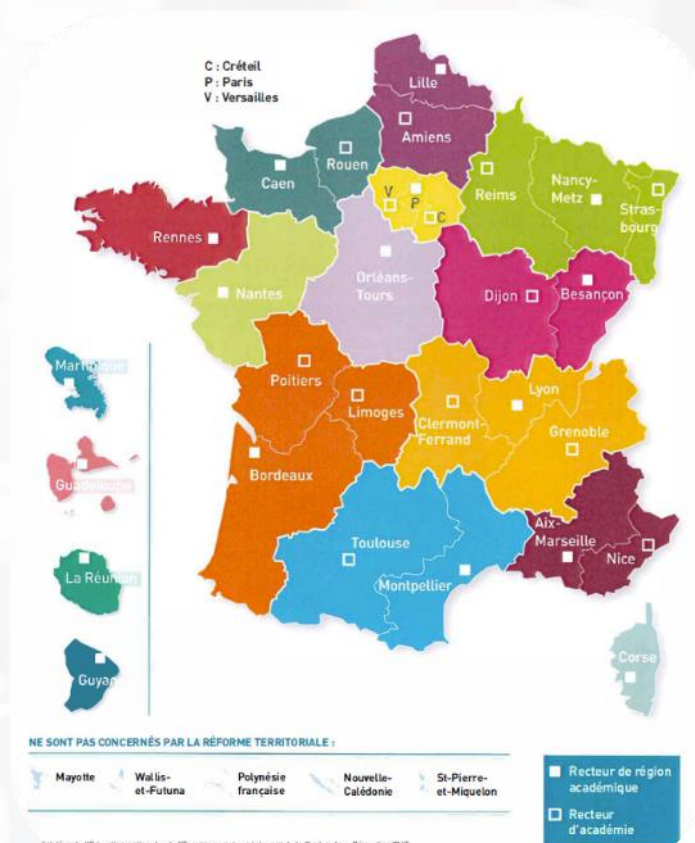 C : Créteil
P : Paris
V : Versailles
Lille
Amiens
Rouen
Caen
Reims
Nancy-
Metz
Stras-
bourg
V
P
C
Rennes
Nantes
Orléans-
Tours
Dijon
Besançon
Poitiers
Limoges
Clermont-
Ferrand
Lyon
Grenoble
Bordeaux
Toulouse
Montpellier
Aix-
Marseille
Nice
Corse
Martinique
Guadeloupe
La Réunion
Guyan
NE SONT PAS CONCERNÉS PAR LA RÉFORME TERRITORIALE :
Mayotte
Wallis-
et-Futuna
Polynésie
française
Nouvelle-
Calédonie
St-Pierre-
et-Miquelon
Recteur de région
académique
Recteur
d'académie